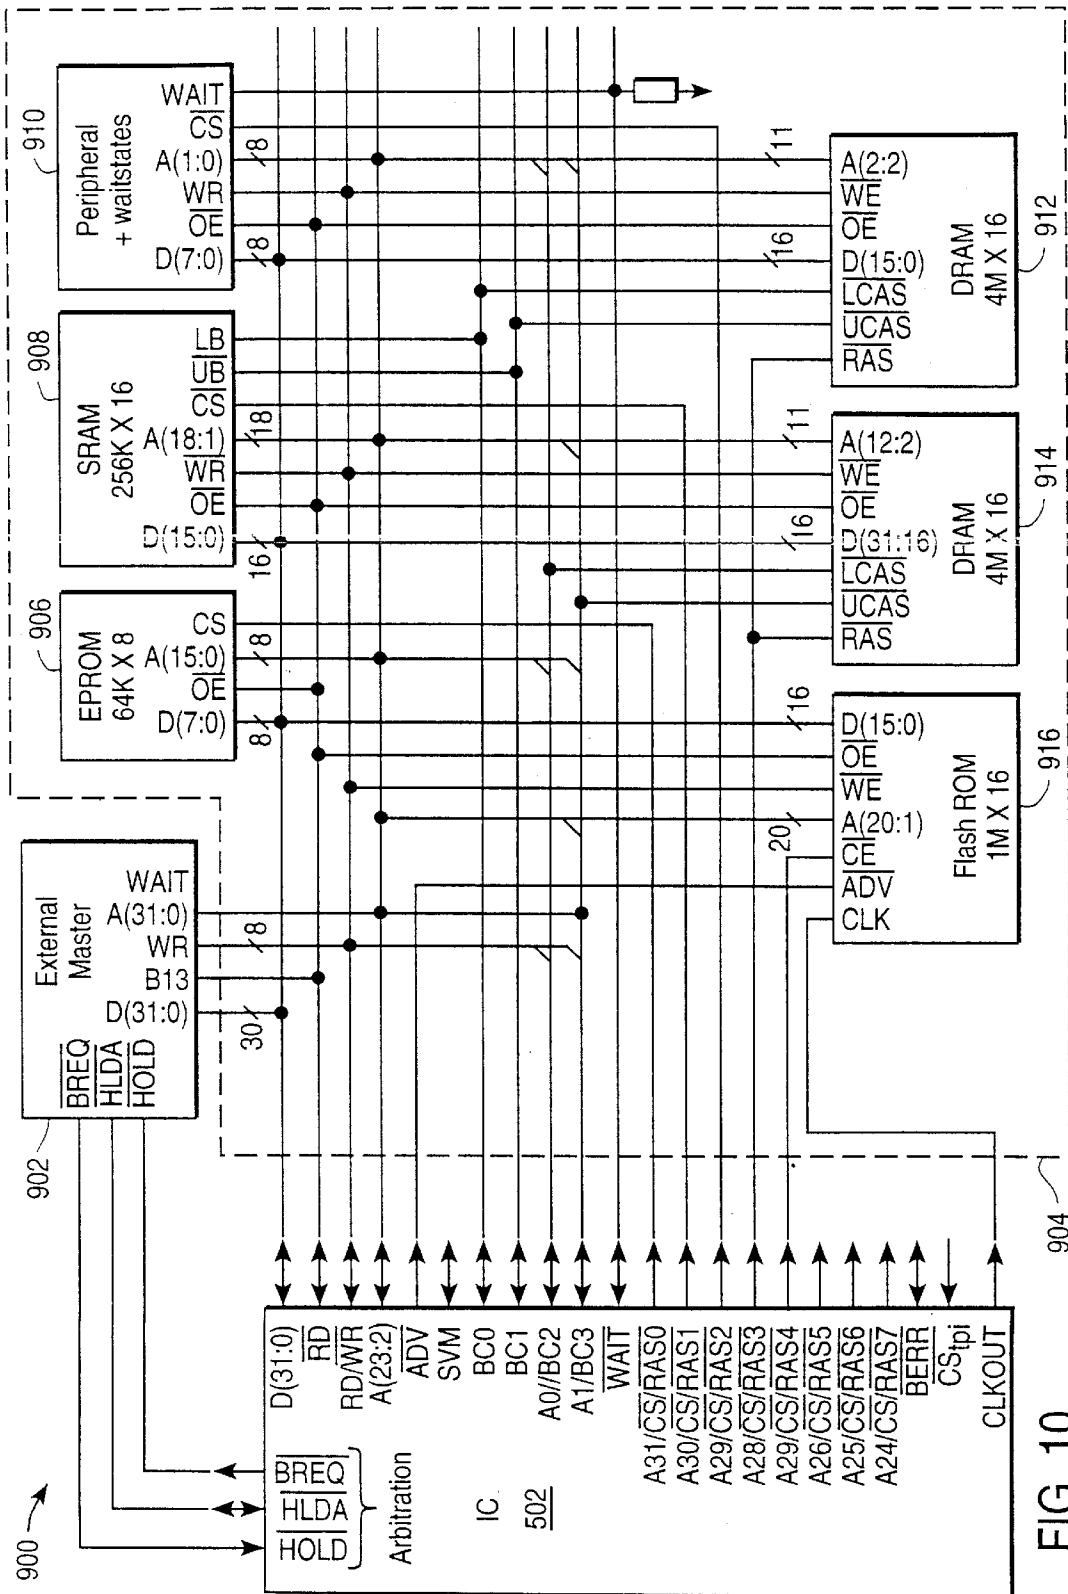 900
902
External
Master
BREQ
HLDA
HOLD
WAIT
A(31:0)
WR
B13
D(31:0)
30
8
906
EPROM
64K X 8
CS
A(15:0)
OE
D(7:0)
8
8
908
SRAM
256K X 16
LB
UB
CS
A(18:1)
WR
OE
D(15:0)
18
16
910
Peripheral
+ waitstates
WAIT
CS
A(1:0)
WR
OE
D(7:0)
8
8
IC
502
BREQ
HLDA
HOLD
Arbitration
D(31:0)
RD
RD/WR
A(23:2)
ADV
SVM
BC0
BC1
A0//BC2
A1/BC3
WAIT
A31/CS/RAS0
A30/CS/RAS1
A29/CS/RAS2
A28/CS/RAS3
A29/CS/RAS4
A26/CS/RAS5
A25/CS/RAS6
A24/CS/RAS7
BERR
CStpi
CLKOUT
904
16
D(15:0)
OE
WE
A(20:1)
20
CE
ADV
CLK
Flash ROM
1M X 16
916
11
A(12:2)
WE
OE
16
D(31:16)
LCAS
UCAS
RAS
DRAM
4M X 16
914
11
A(2:2)
WE
OE
16
D(15:0)
LCAS
UCAS
RAS
DRAM
4M X 16
912
FIG. 10